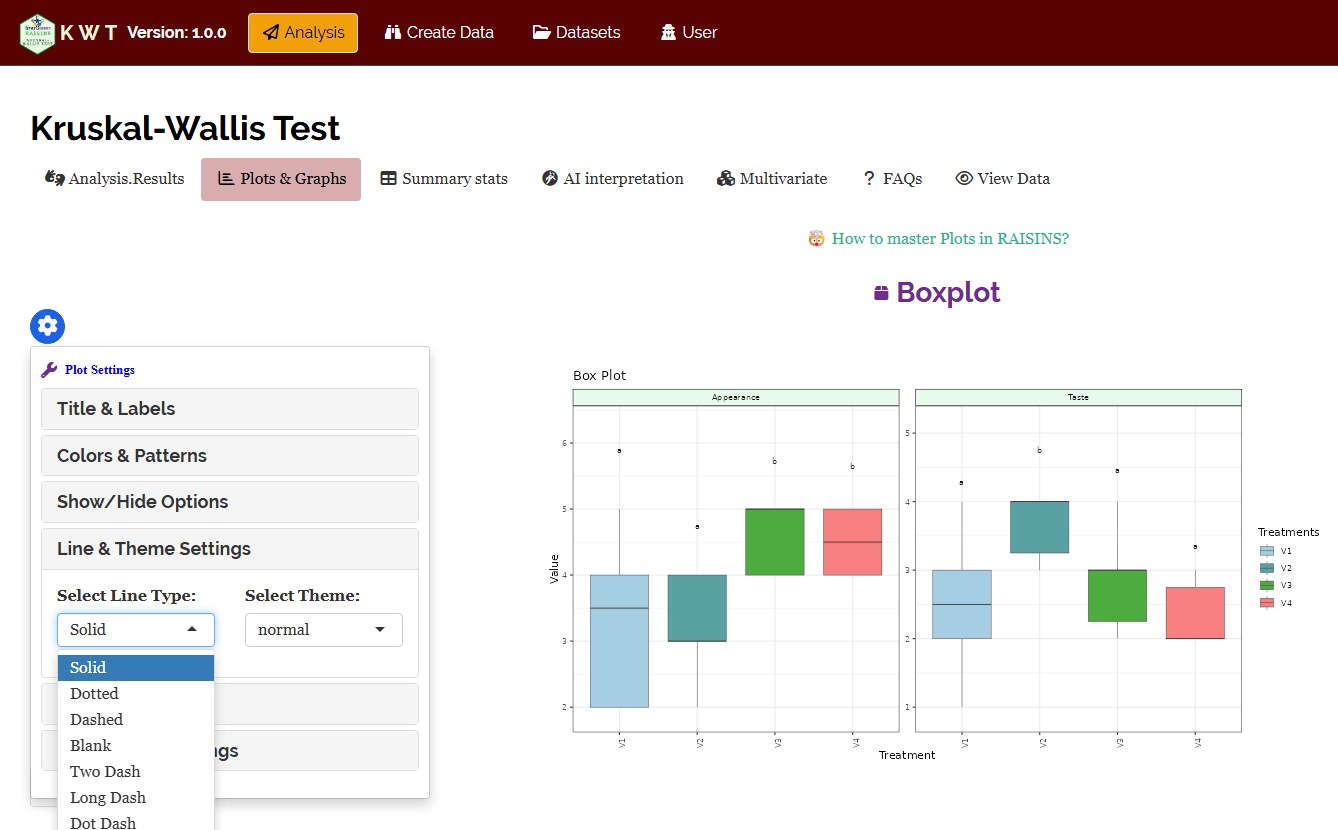 K W T Version: 1.0.0 Analysis Create Data Datasets User
Kruskal-Wallis Test
Analysis.Results Plots & Graphs Summary stats AI interpretation Multivariate FAQs View Data
How to master Plots in RAISINS?
Boxplot
Plot Settings
Title & Labels
Colors & Patterns
Show/Hide Options
Line & Theme Settings
Select Line Type: Select Theme:
Solid normal
Solid
Dotted
Dashed
Blank
Two Dash
Long Dash
Dot Dash
ngs
Box Plot
Appearance Taste
Value
6
5
4
3
2
a
a
b
b
V1 V2 V3 V4
5
4
3
2
1
a
b
a
a
V1 V2 V3 V4
Treatment
Treatments
V1
V2
V3
V4